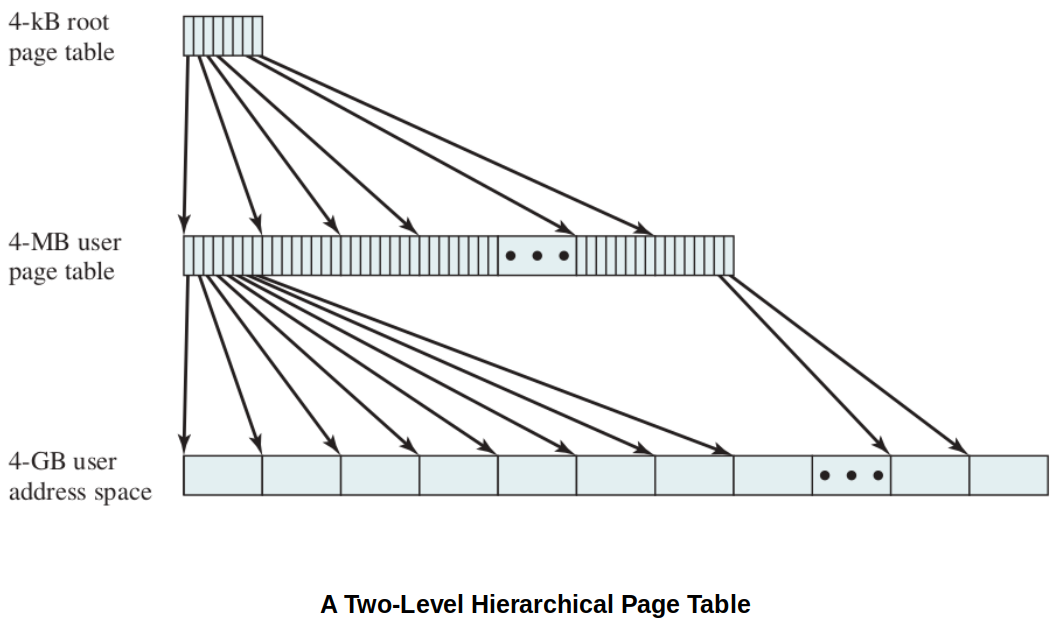 4-kB root
page table
4-MB user
page table
4-GB user
address space
A Two-Level Hierarchical Page Table